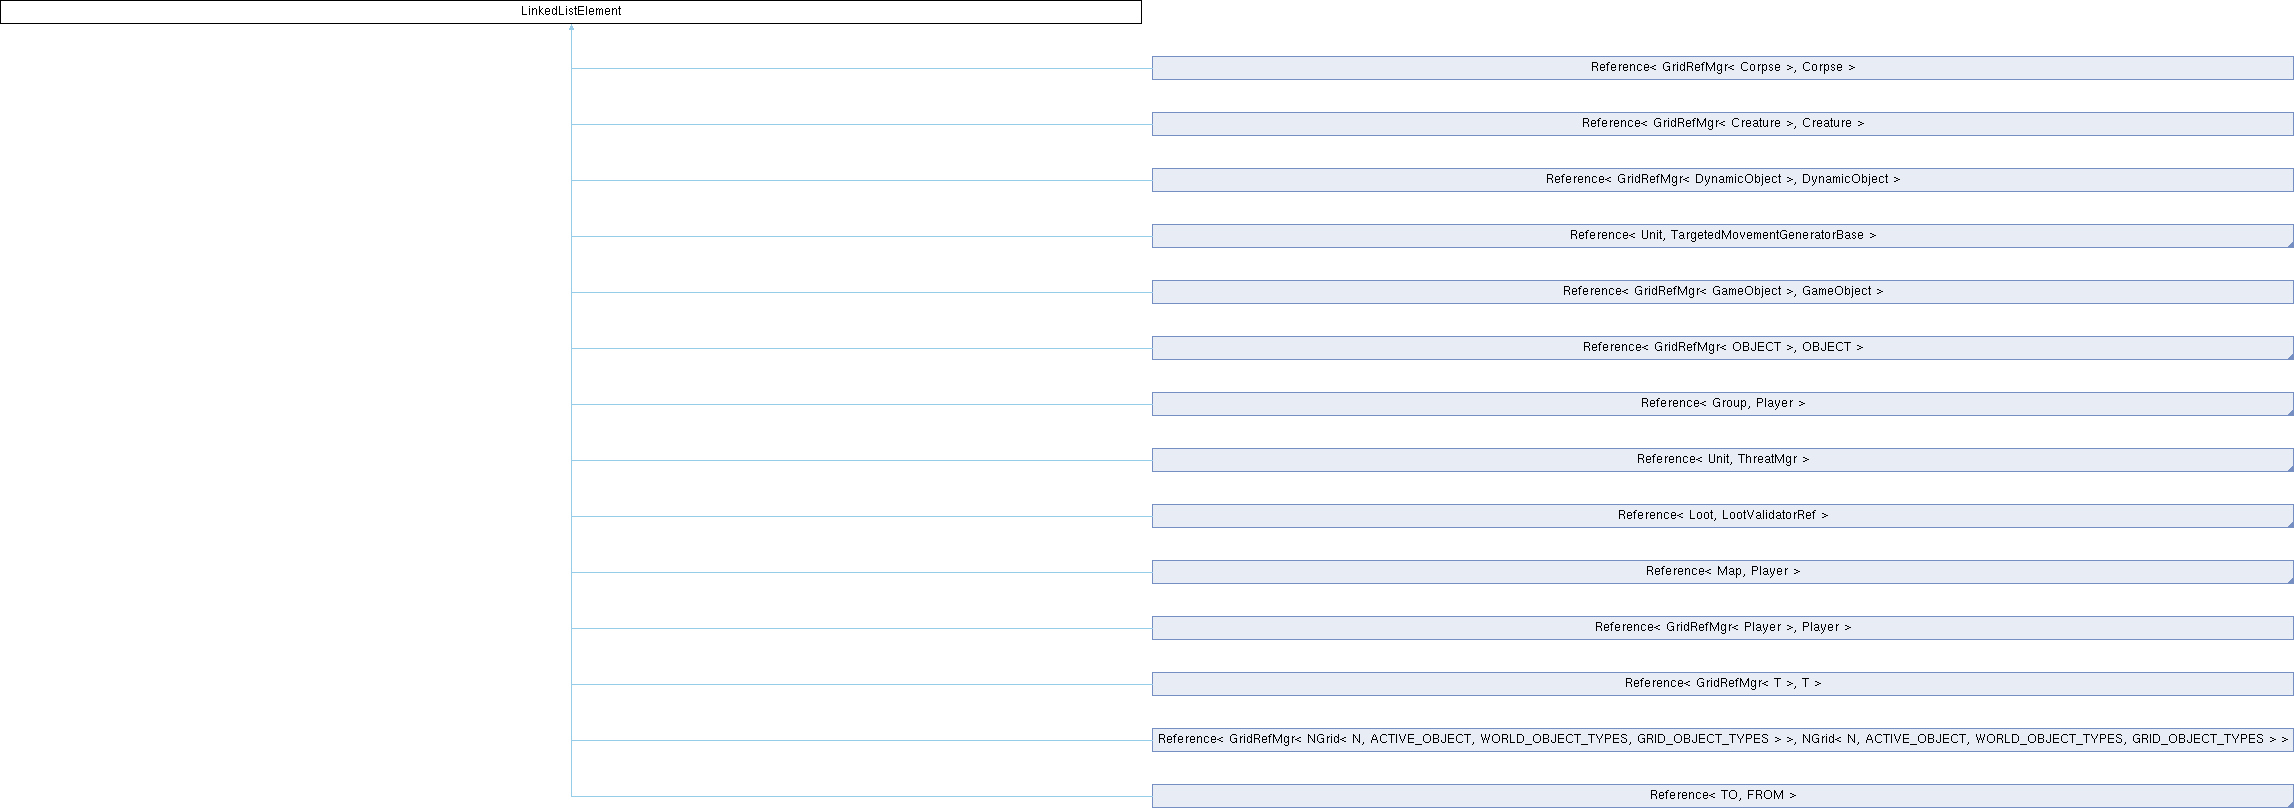 LinkedListElement
Reference< GridRefMgr< Corpse >, Corpse >
Reference< GridRefMgr< Creature >, Creature >
Reference< GridRefMgr< DynamicObject >, DynamicObject >
Reference< Unit, TargetedMovementGeneratorBase >
Reference< GridRefMgr< GameObject >, GameObject >
Reference< GridRefMgr< OBJECT >, OBJECT >
Reference< Group, Player >
Reference< Unit, ThreatMgr >
Reference< Loot, LootValidatorRef >
Reference< Map, Player >
Reference< GridRefMgr< Player >, Player >
Reference< GridRefMgr< T >, T >
Reference< GridRefMgr< NGrid< N, ACTIVE_OBJECT, WORLD_OBJECT_TYPES, GRID_OBJECT_TYPES > >, NGrid< N, ACTIVE_OBJECT, WORLD_OBJECT_TYPES, GRID_OBJECT_TYPES > >
Reference< TO, FROM >